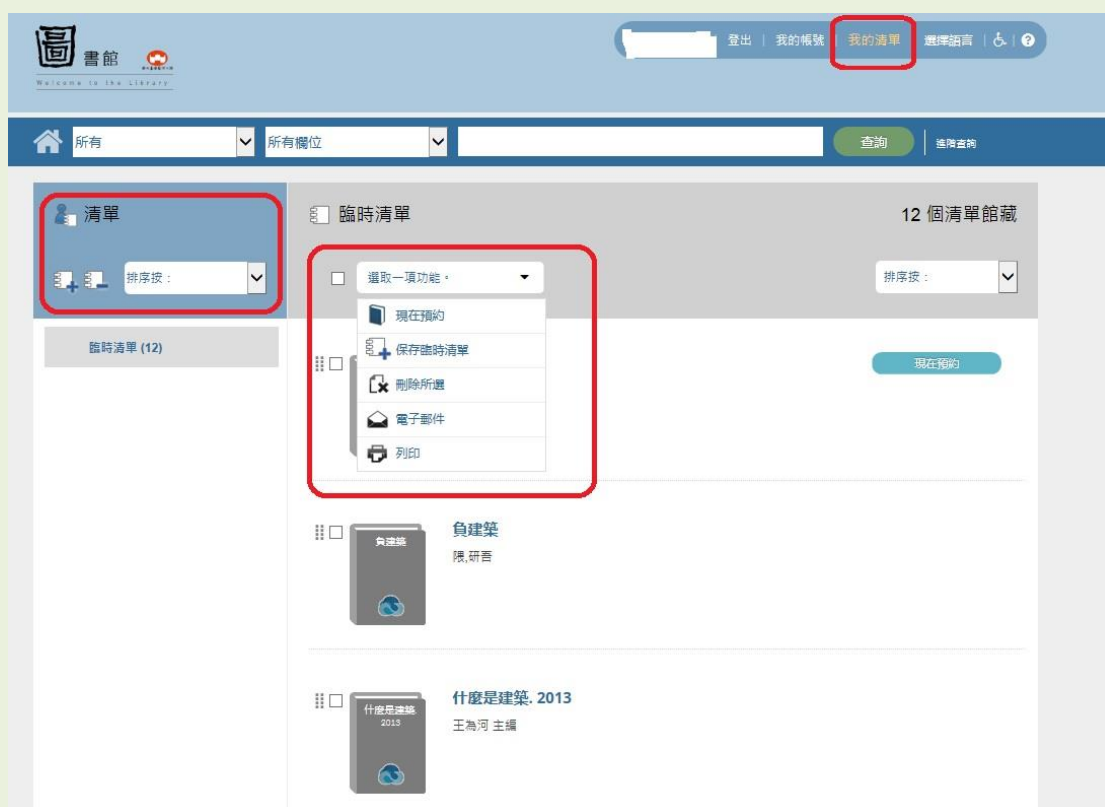 圖書館
Welcome to the Library
登出 | 我的帳號 | 我的清單 | 選擇語言
所有
所有欄位
查詢
進階查詢
清單
臨時清單
12 個清單館藏
排序按：
選取一項功能。
排序按：
現在預約
保存臨時清單
刪除所選
電子郵件
列印
臨時清單 (12)
現在預約
負建築
負建築
隈,研吾
什麼是建築. 2013
什麼是建築.
2013
王為河 主編